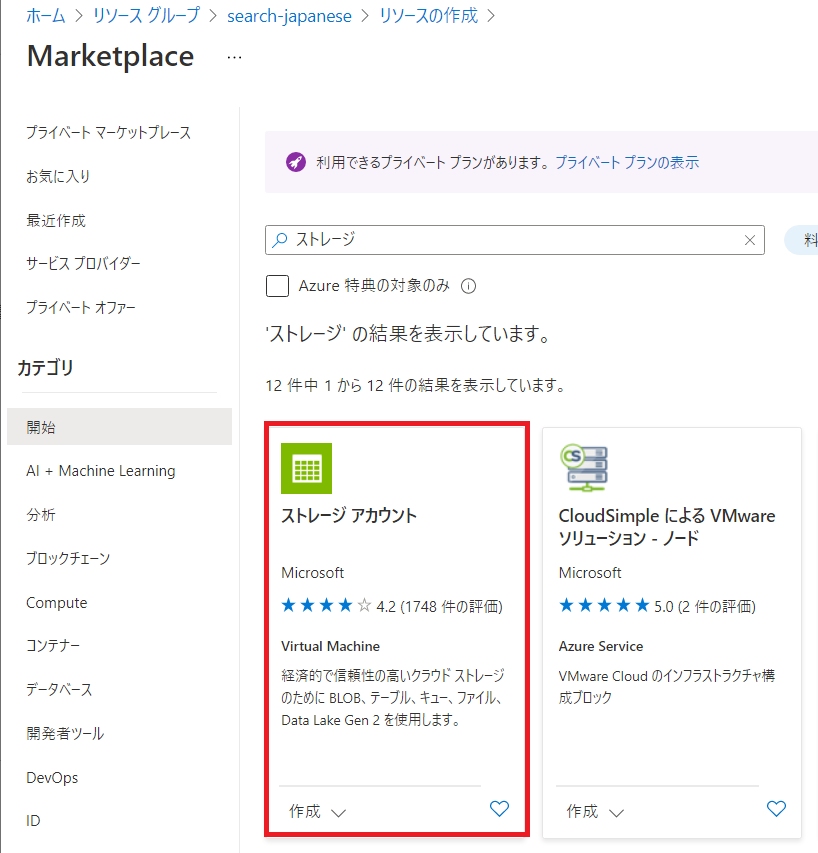 ホーム > リソース グループ > search-japanese > リソースの作成 >
Marketplace ...
プライベート マーケットプレース
お気に入り
最近作成
サービス プロバイダー
プライベート オファー
カテゴリ
開始
AI + Machine Learning
分析
ブロックチェーン
Compute
コンテナー
データベース
開発者ツール
DevOps
ID
利用できるプライベート プランがあります。 プライベート プランの表示
ストレージ
料
Azure 特典の対象のみ
'ストレージ' の結果を表示しています。
12 件中 1 から 12 件の結果を表示しています。
ストレージ アカウント
Microsoft
4.2 (1748 件の評価)
Virtual Machine
経済的で信頼性の高いクラウド ストレージ
のために BLOB、テーブル、キュー、ファイル、
Data Lake Gen 2 を使用します。
作成
CS
CloudSimple による VMware
ソリューション - ノード
Microsoft
5.0 (2 件の評価)
Azure Service
VMware Cloud のインフラストラクチャ構
成ブロック
作成